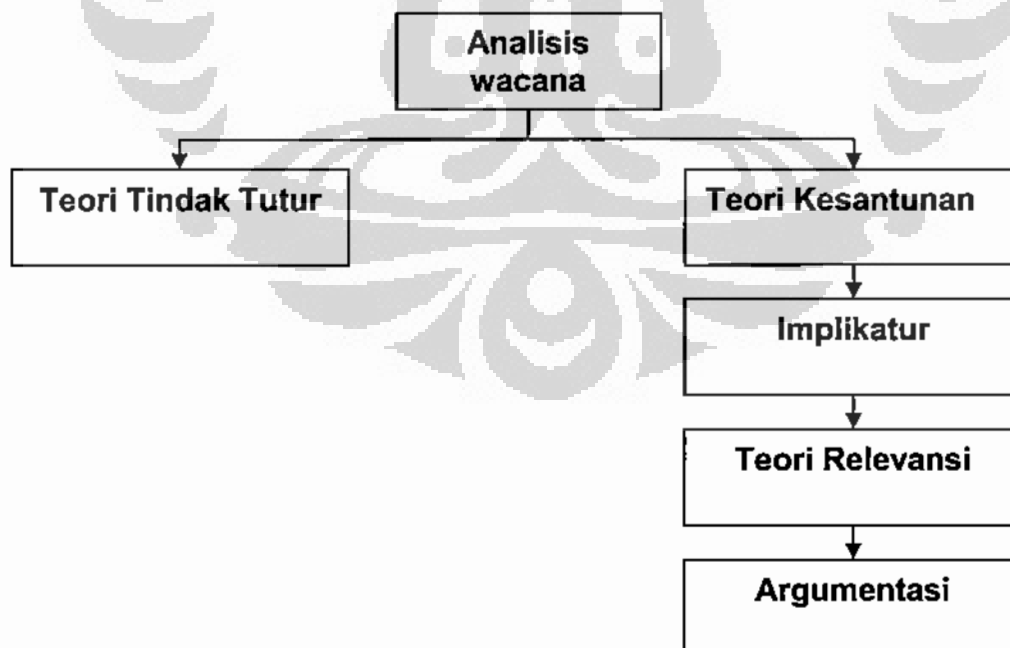 Analisis
wacana
Teori Tindak Tutur
Teori Kesantunan
Implikatur
Teori Relevansi
Argumentasi